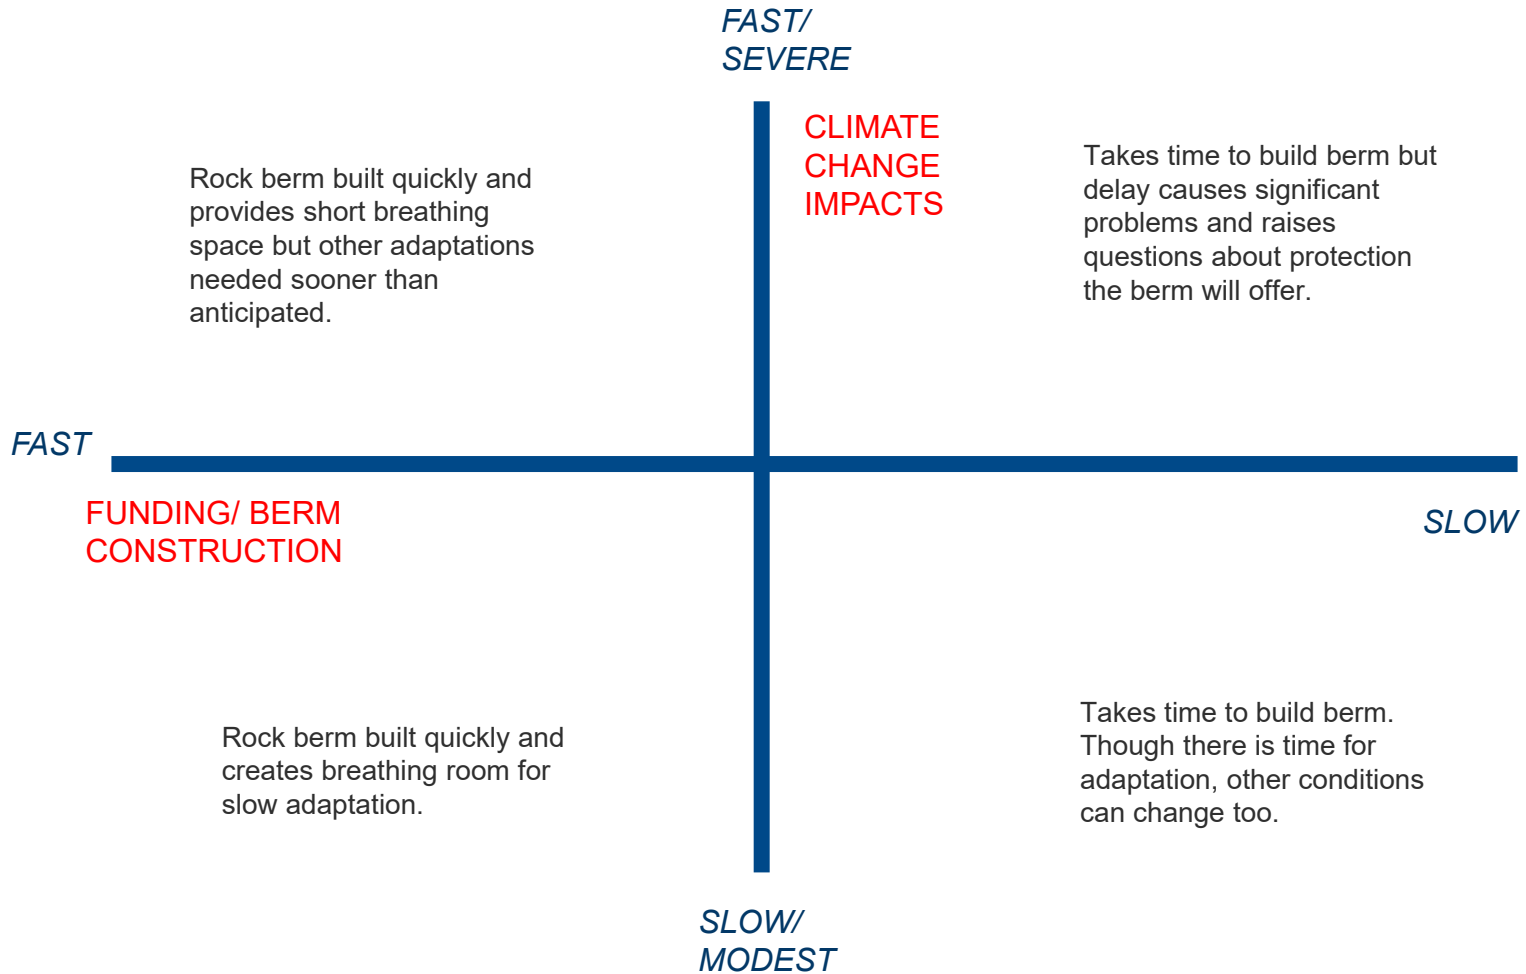 FAST/
SEVERE
CLIMATE
CHANGE
IMPACTS
Rock berm built quickly and
provides short breathing
space but other adaptations
needed sooner than
anticipated.
Takes time to build berm but
delay causes significant
problems and raises
questions about protection
the berm will offer.
FAST
FUNDING/ BERM
CONSTRUCTION
SLOW
Rock berm built quickly and
creates breathing room for
slow adaptation.
Takes time to build berm.
Though there is time for
adaptation, other conditions
can change too.
SLOW/
MODEST